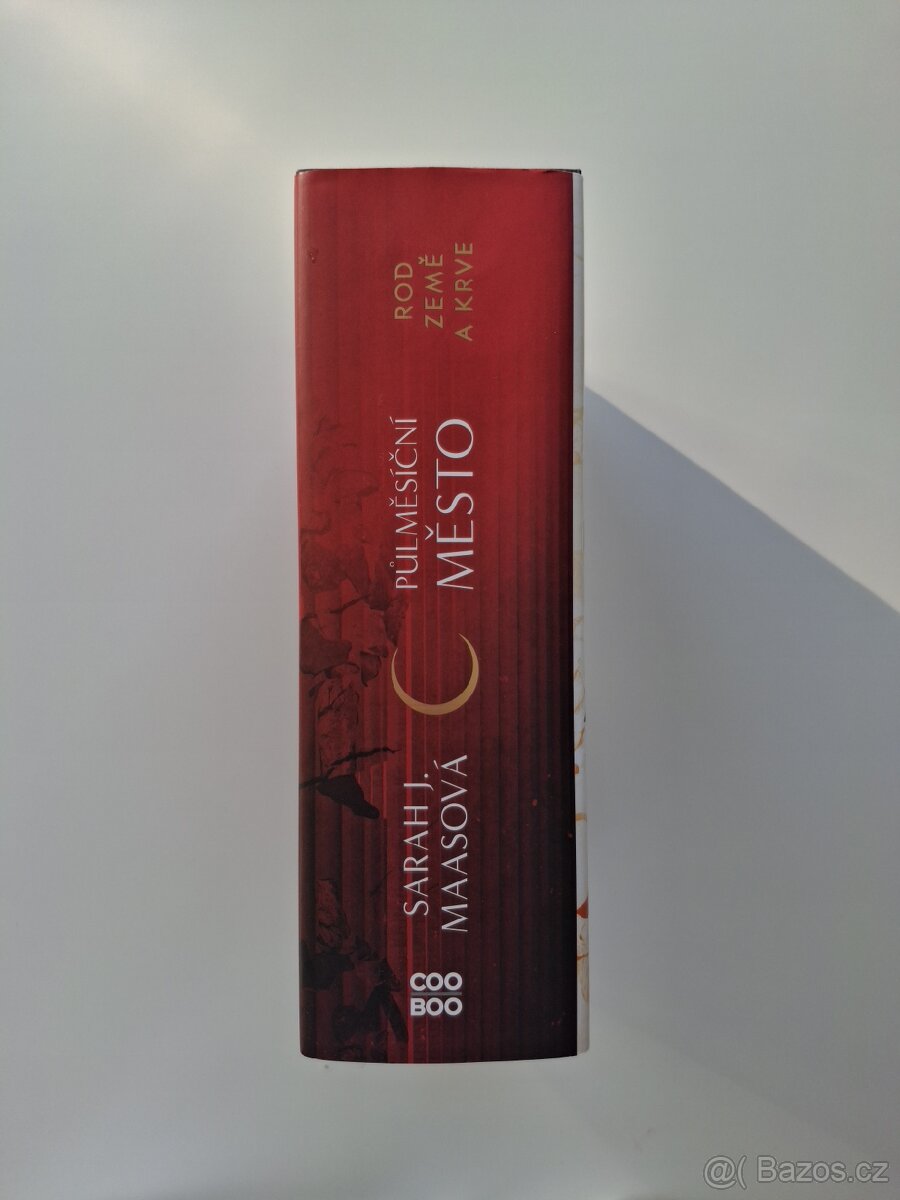 COO
BOO
SARAH J.
MAASOVÁ
PŮLMĚSÍČNÍ
MĚSTO
ROD
ZEMĚ
A KRVE
@( Bazos.cz